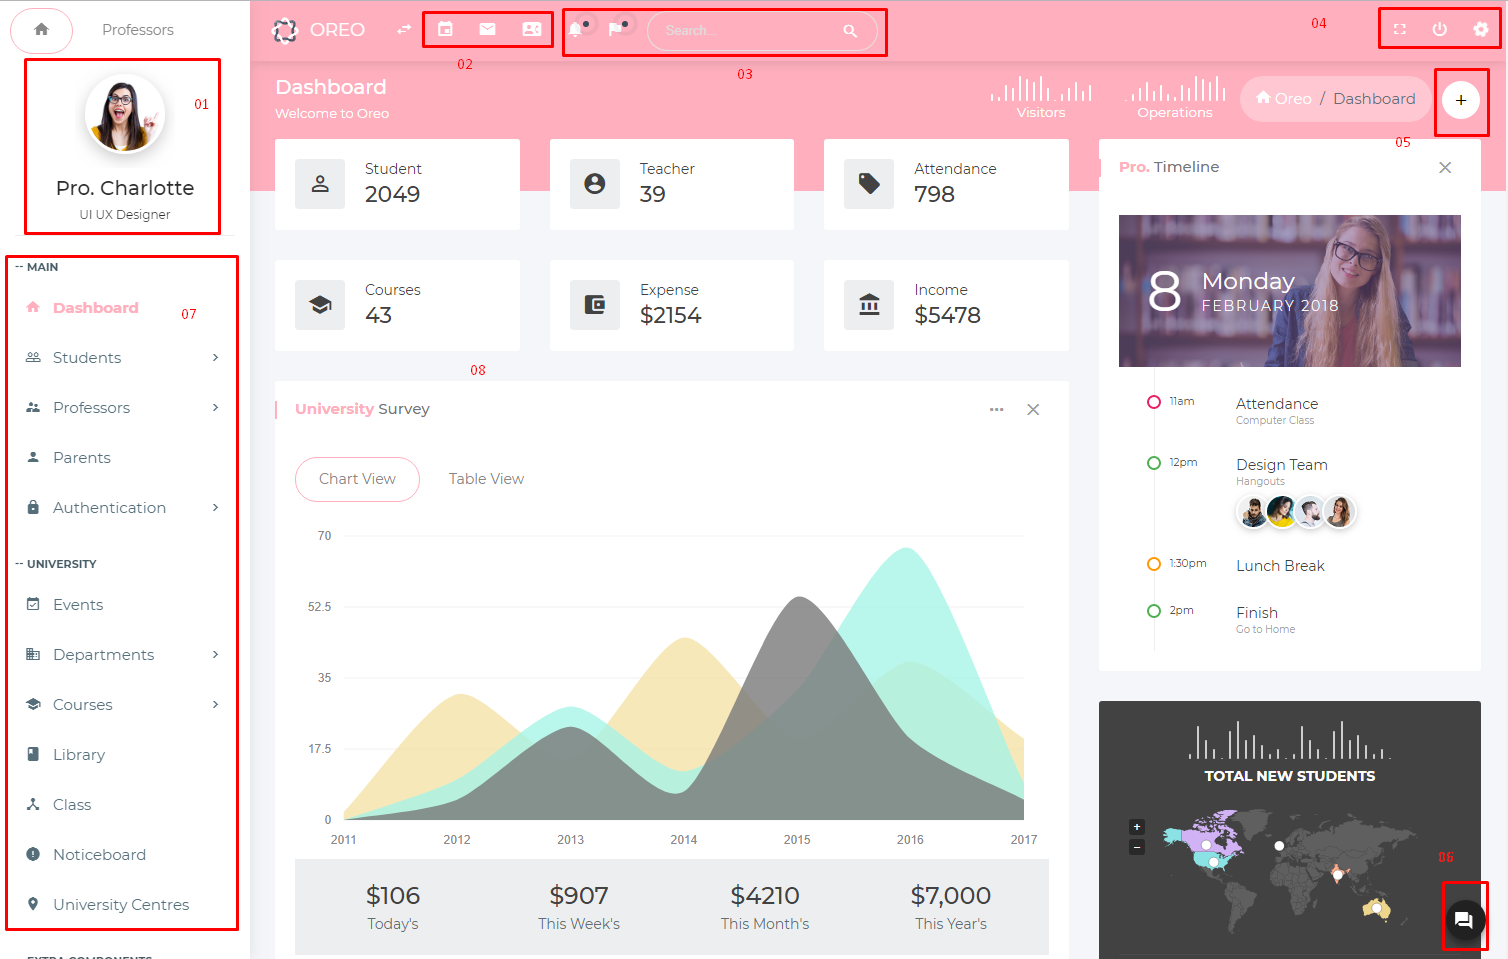 Professors
01
Pro. Charlotte
UI UX Designer
-- MAIN
Dashboard
07
Students
Professors
Parents
Authentication
-- UNIVERSITY
Events
Departments
Courses
Library
Class
Noticeboard
University Centres
OREO
02
Search...
03
04
Dashboard
Welcome to Oreo
Visitors
Operations
Oreo / Dashboard
+
05
Student
2049
Teacher
39
Attendance
798
Courses
43
Expense
$2154
Income
$5478
08
University Survey
Chart View
Table View
70
52.5
35
17.5
0
2011
2012
2013
2014
2015
2016
2017
$106
Today's
$907
This Week's
$4210
This Month's
$7,000
This Year's
Pro. Timeline
8
Monday
FEBRUARY 2018
11am
Attendance
Computer Class
12pm
Design Team
Hangouts
1:30pm
Lunch Break
2pm
Finish
Go to Home
TOTAL NEW STUDENTS
+
−
06